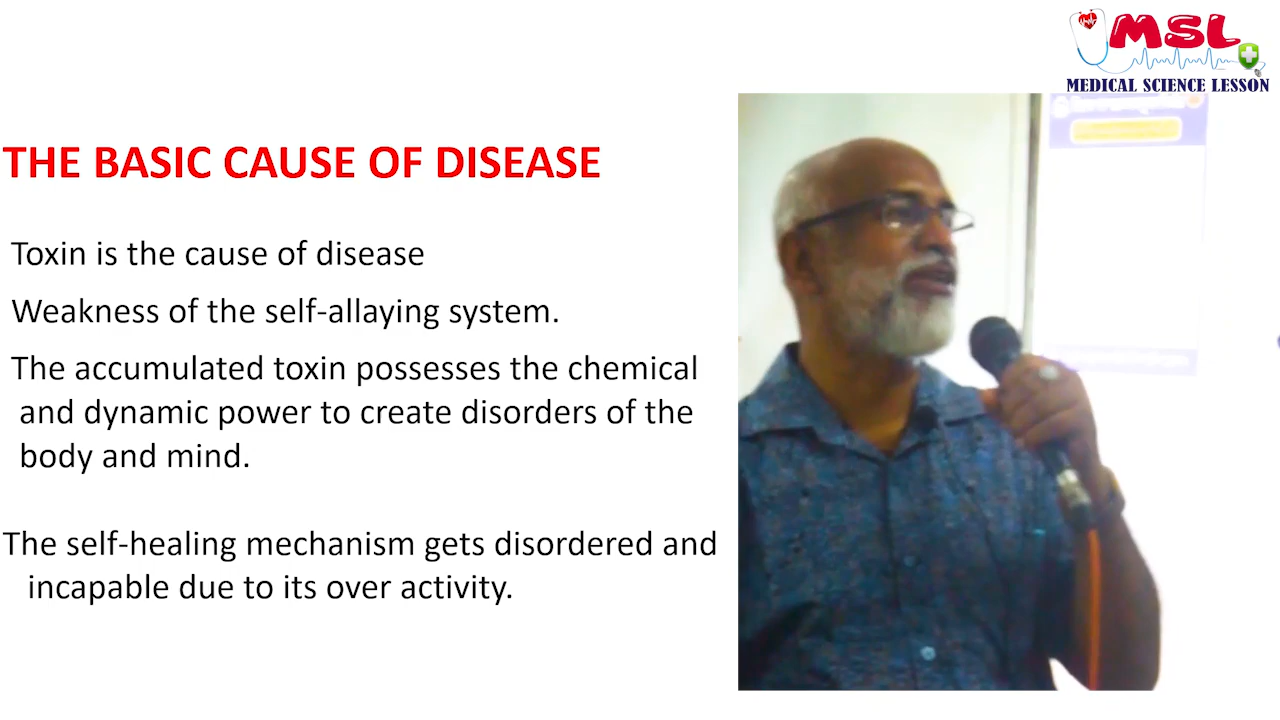 MSL
MEDICAL SCIENCE LESSON
THE BASIC CAUSE OF DISEASE
Toxin is the cause of disease
Weakness of the self-allaying system.
The accumulated toxin possesses the chemical
and dynamic power to create disorders of the
body and mind.
The self-healing mechanism gets disordered and
incapable due to its over activity.